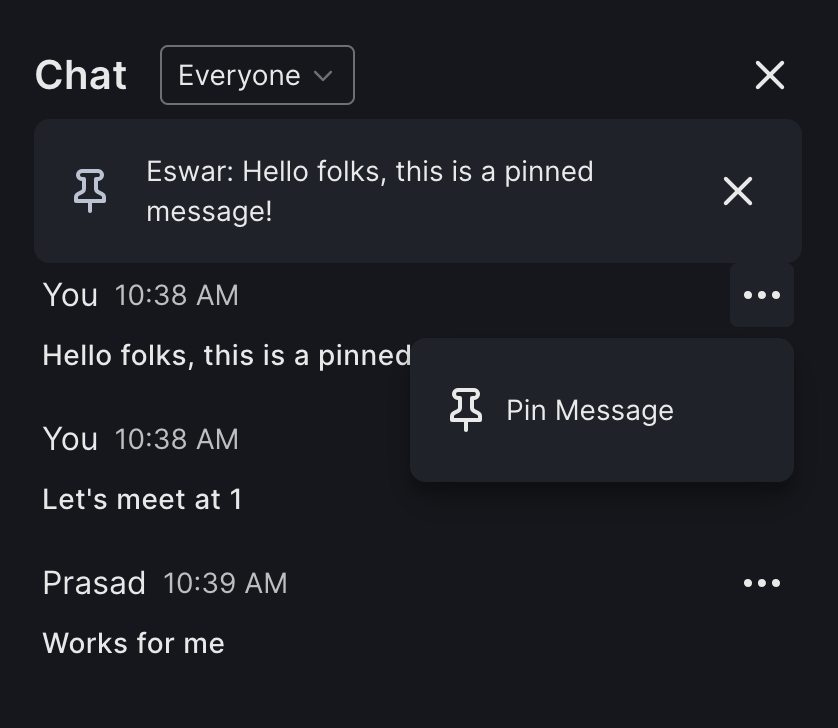 Chat Everyone
Eswar: Hello folks, this is a pinned
message!
You 10:38 AM
Hello folks, this is a pinned
Pin Message
You 10:38 AM
Let's meet at 1
Prasad 10:39 AM
Works for me